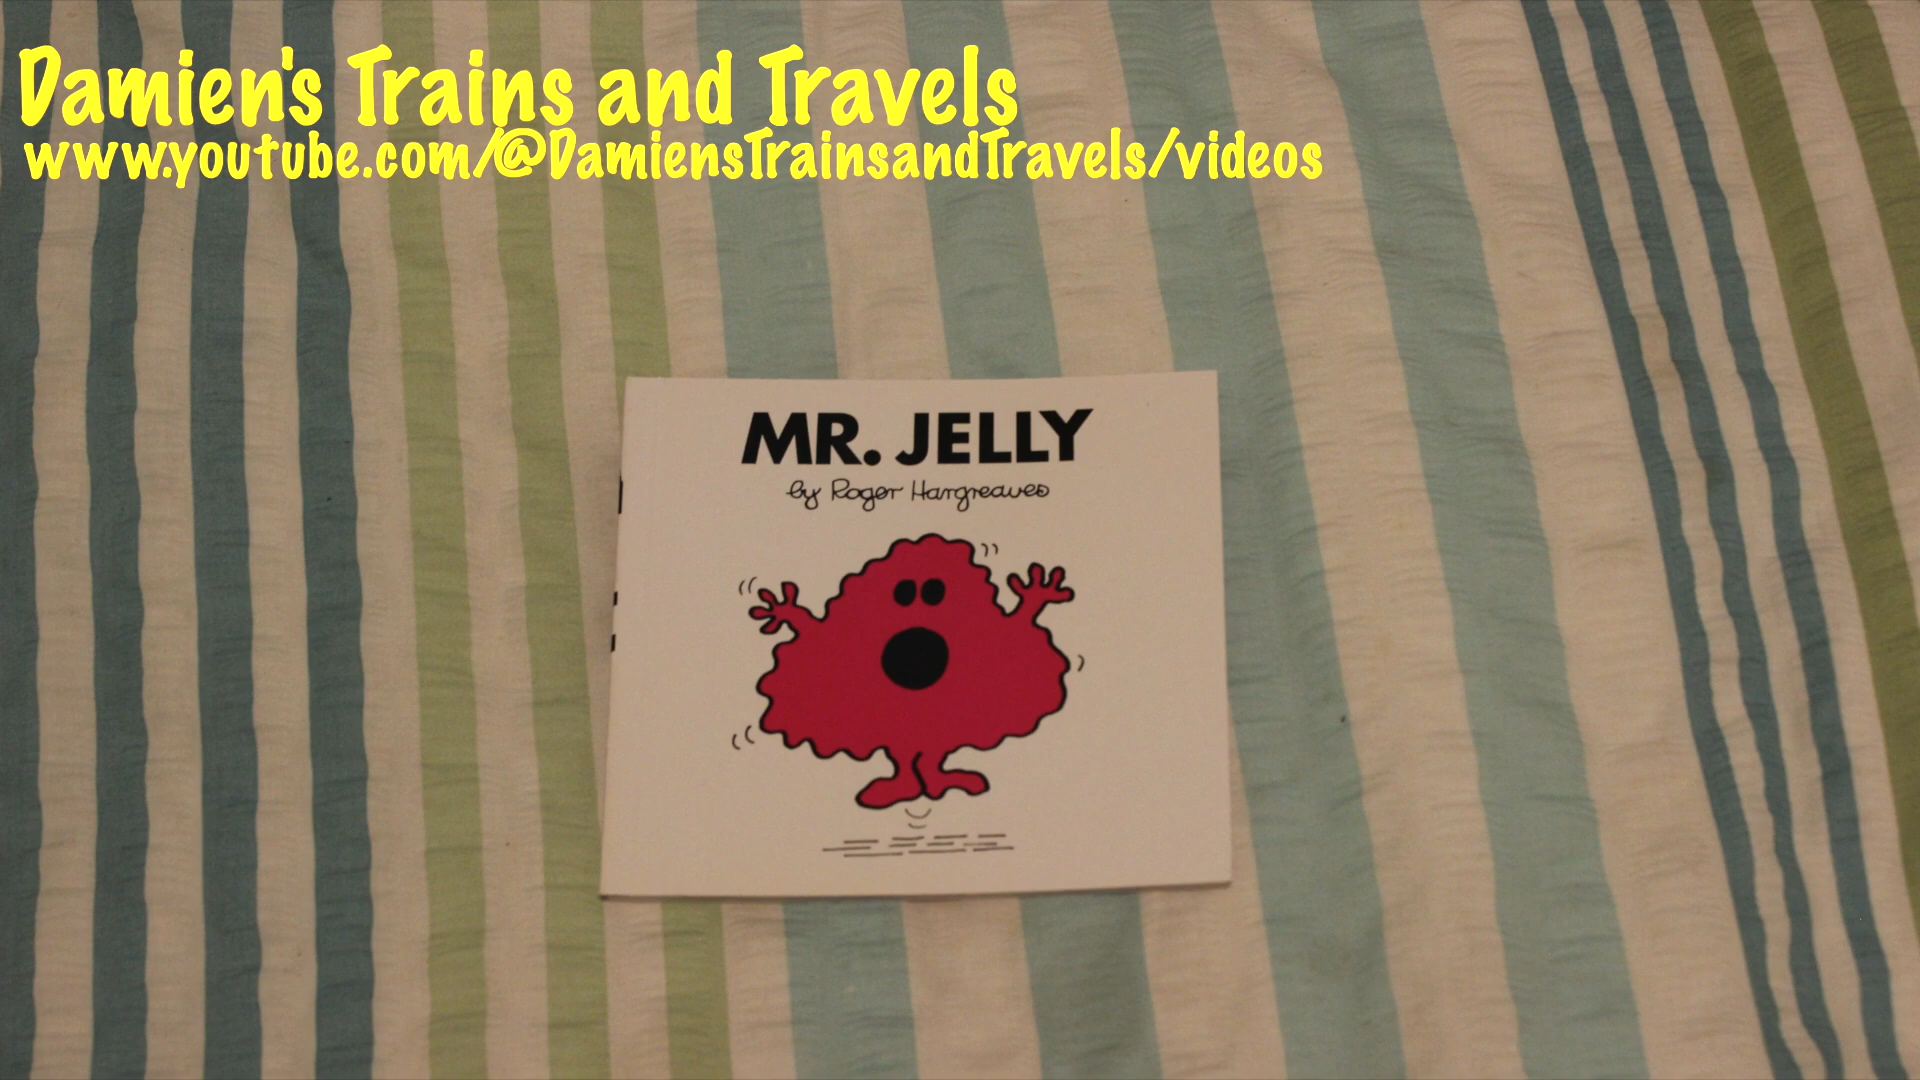 Damien's Trains and Travels
www.youtube.com/@DamiensTrainsandTravels/videos
MR. JELLY
by Roger Hargreaves